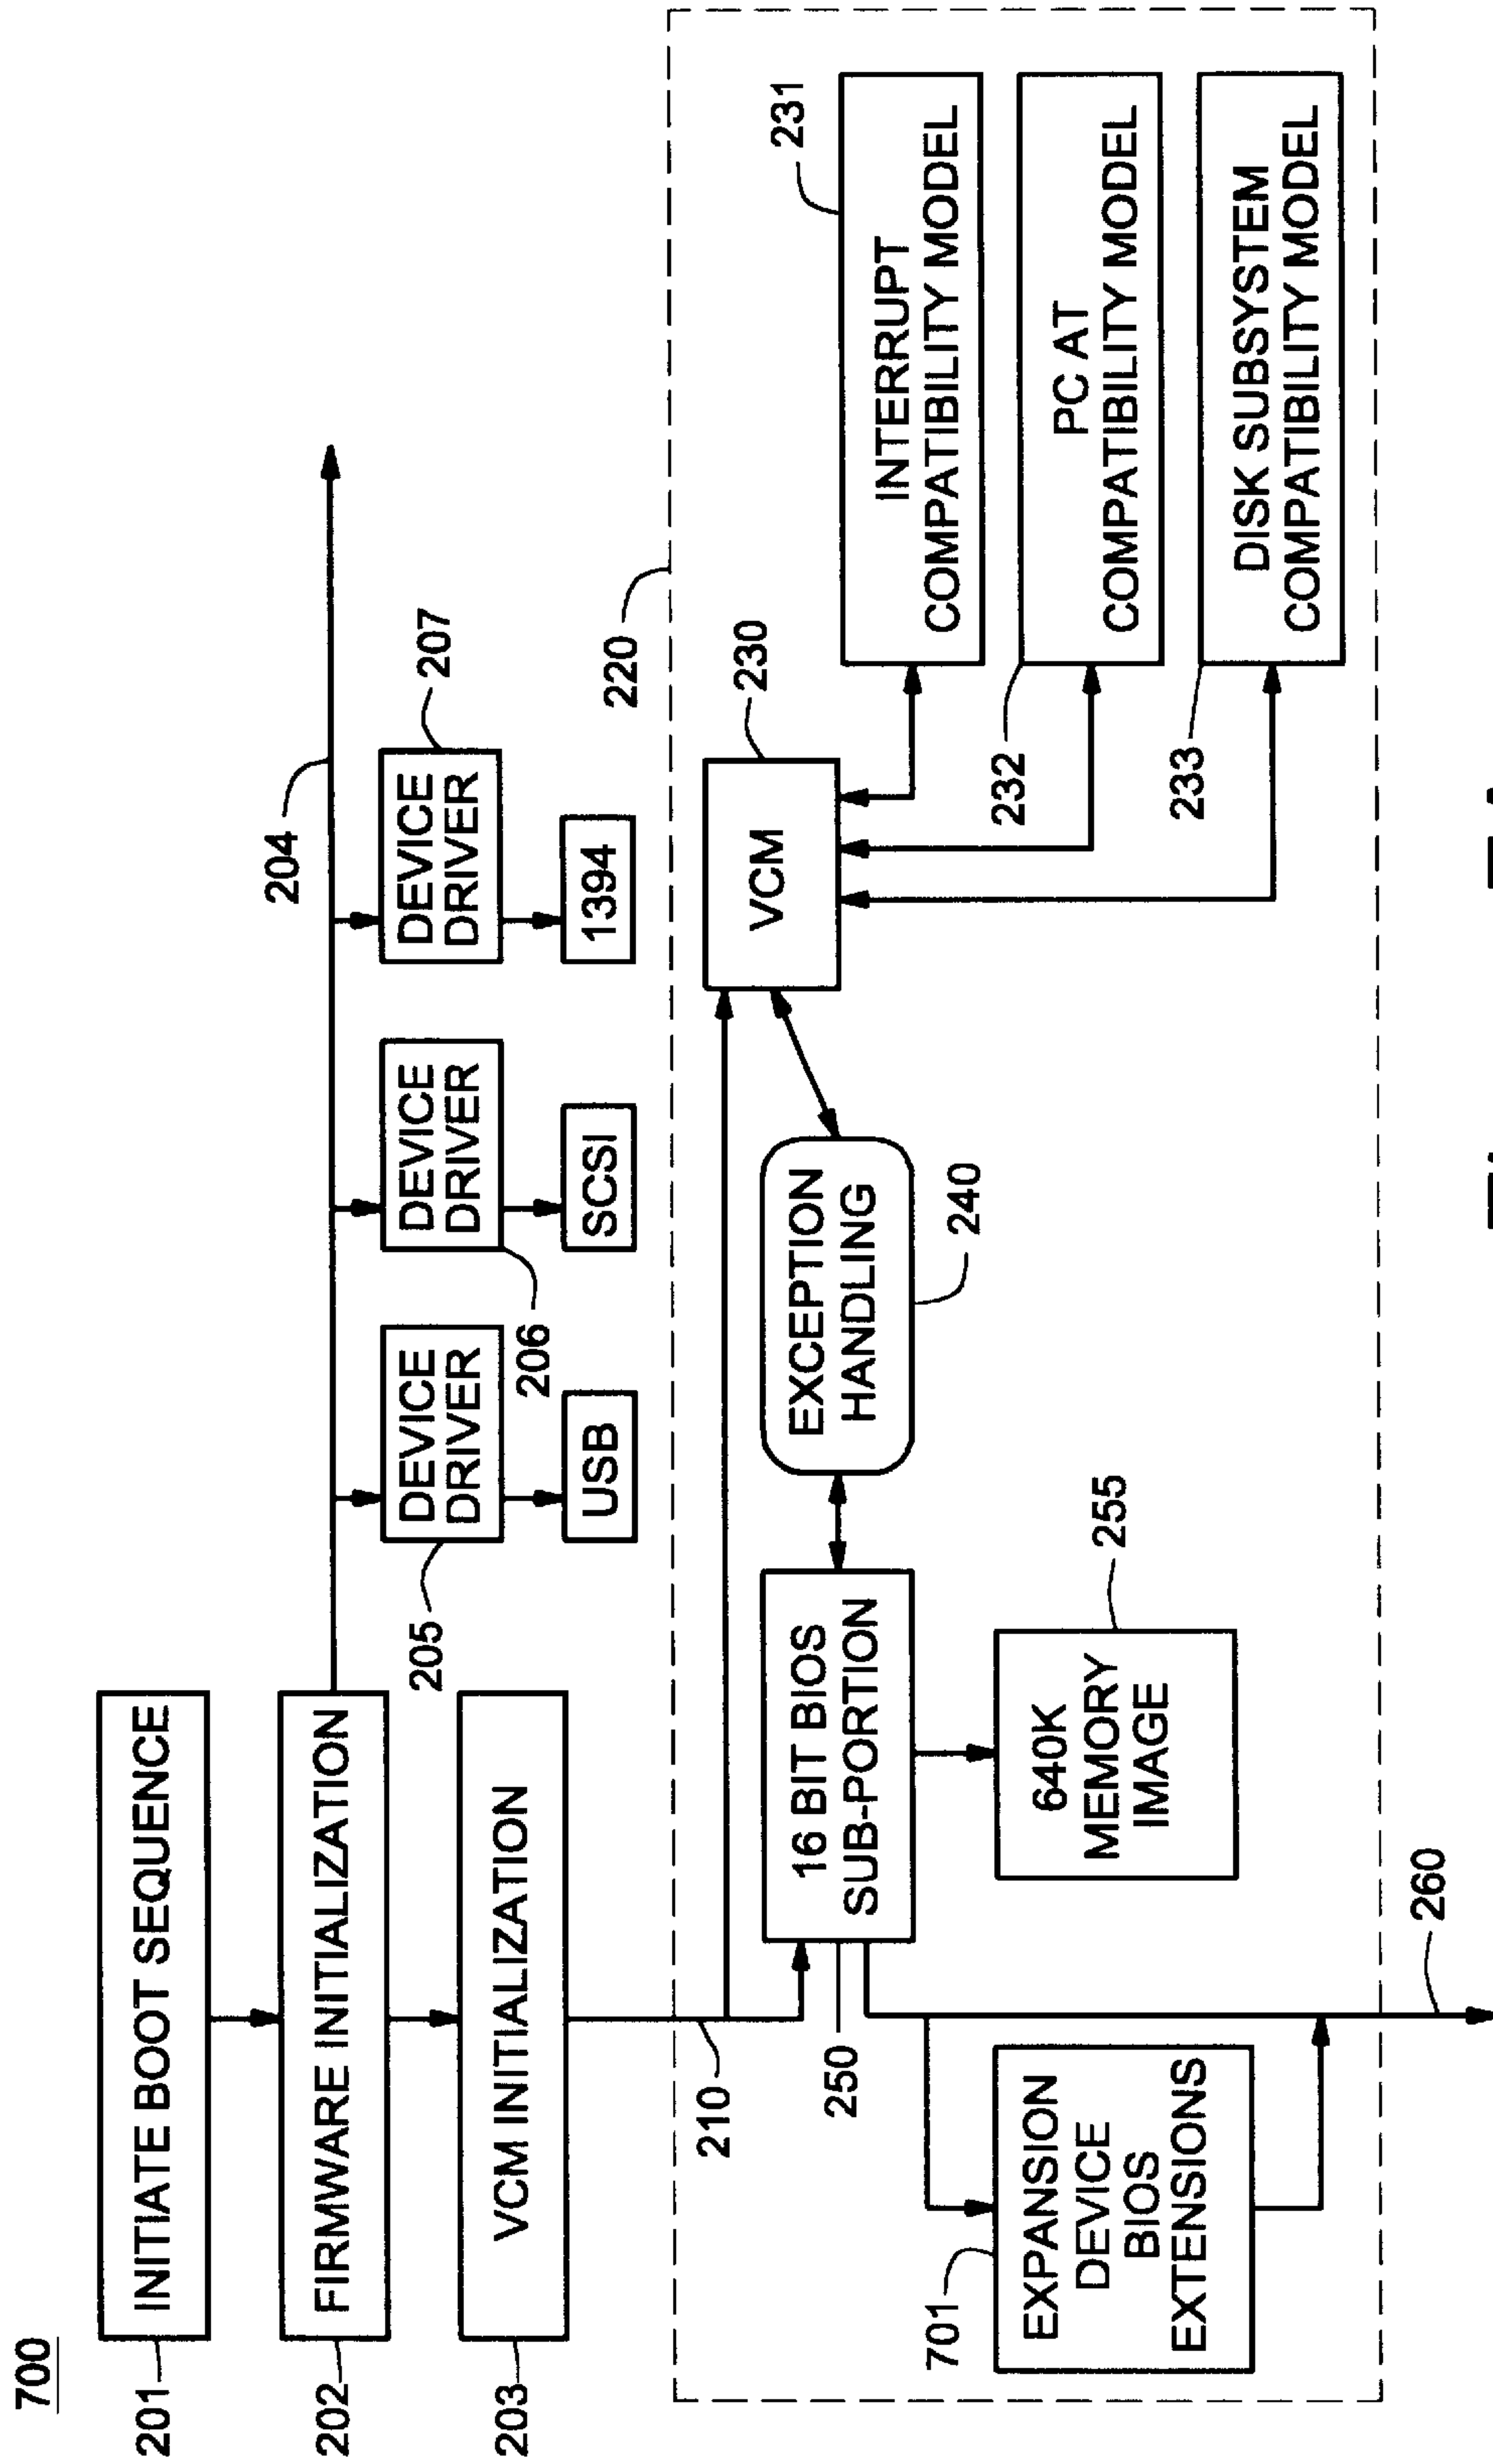 700
INITIATE BOOT SEQUENCE
201
FIRMWARE INITIALIZATION
202
VCM INITIALIZATION
203
204
DEVICE
DRIVER
205
USB
DEVICE
DRIVER
206
SCSI
DEVICE
DRIVER
207
1394
210
220
VCM
230
INTERRUPT
COMPATIBILITY MODEL
231
PC AT
COMPATIBILITY MODEL
232
DISK SUBSYSTEM
COMPATIBILITY MODEL
233
EXCEPTION
HANDLING
240
16 BIT BIOS
SUB-PORTION
250
640K
MEMORY
IMAGE
255
EXPANSION
DEVICE
BIOS
EXTENSIONS
701
260